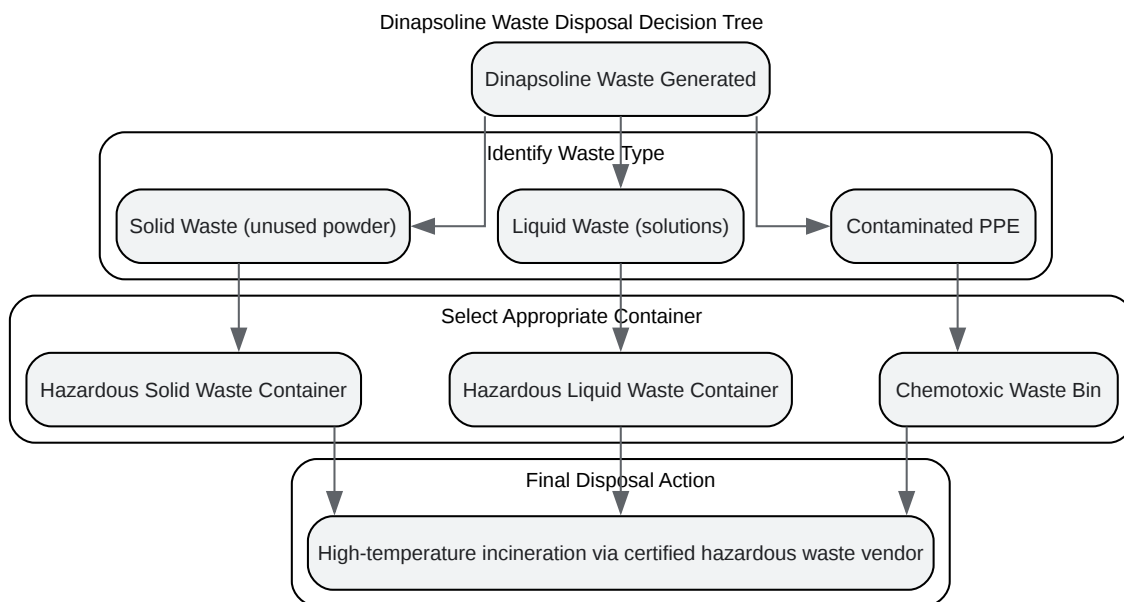 Dinapsoline Waste Disposal Decision Tree
Dinapsoline Waste Generated
Identify Waste Type
Solid Waste (unused powder)
Liquid Waste (solutions)
Contaminated PPE
Select Appropriate Container
Hazardous Solid Waste Container
Hazardous Liquid Waste Container
Chemotoxic Waste Bin
Final Disposal Action
High-temperature incineration via certified hazardous waste vendor